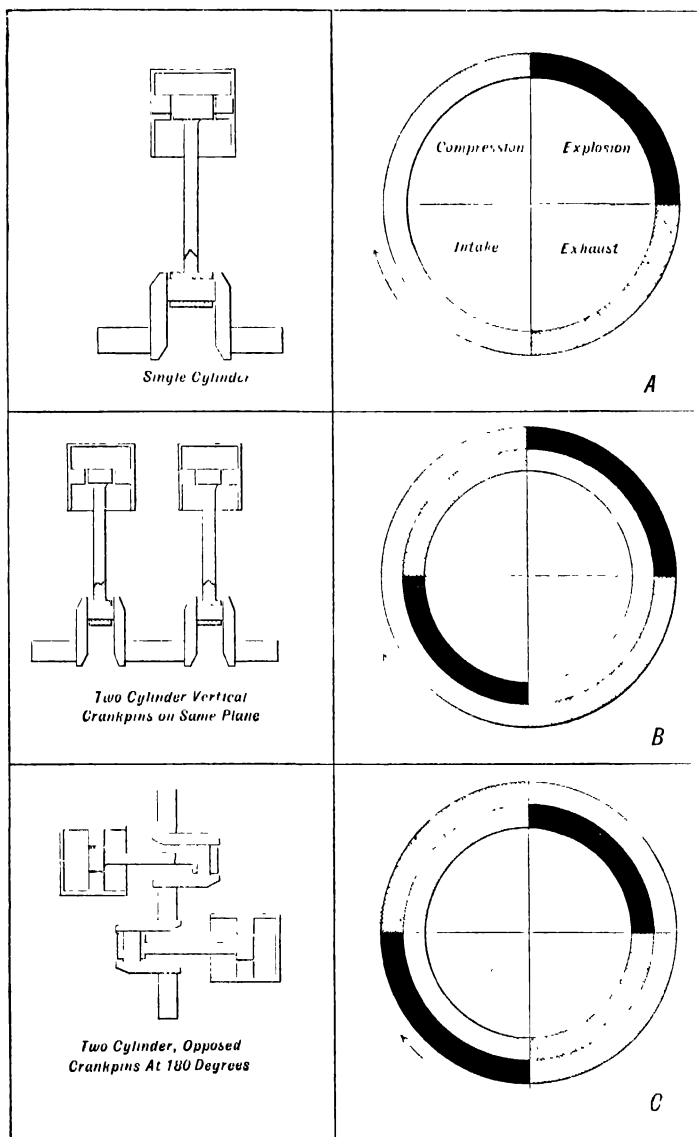 Compression
Explosion
Intake
Exhaust
Single Cylinder
A
Two Cylinder Vertical
Crankpins on Same Plane
B
Two Cylinder, Opposed
Crankpins At 180 Degrees
C